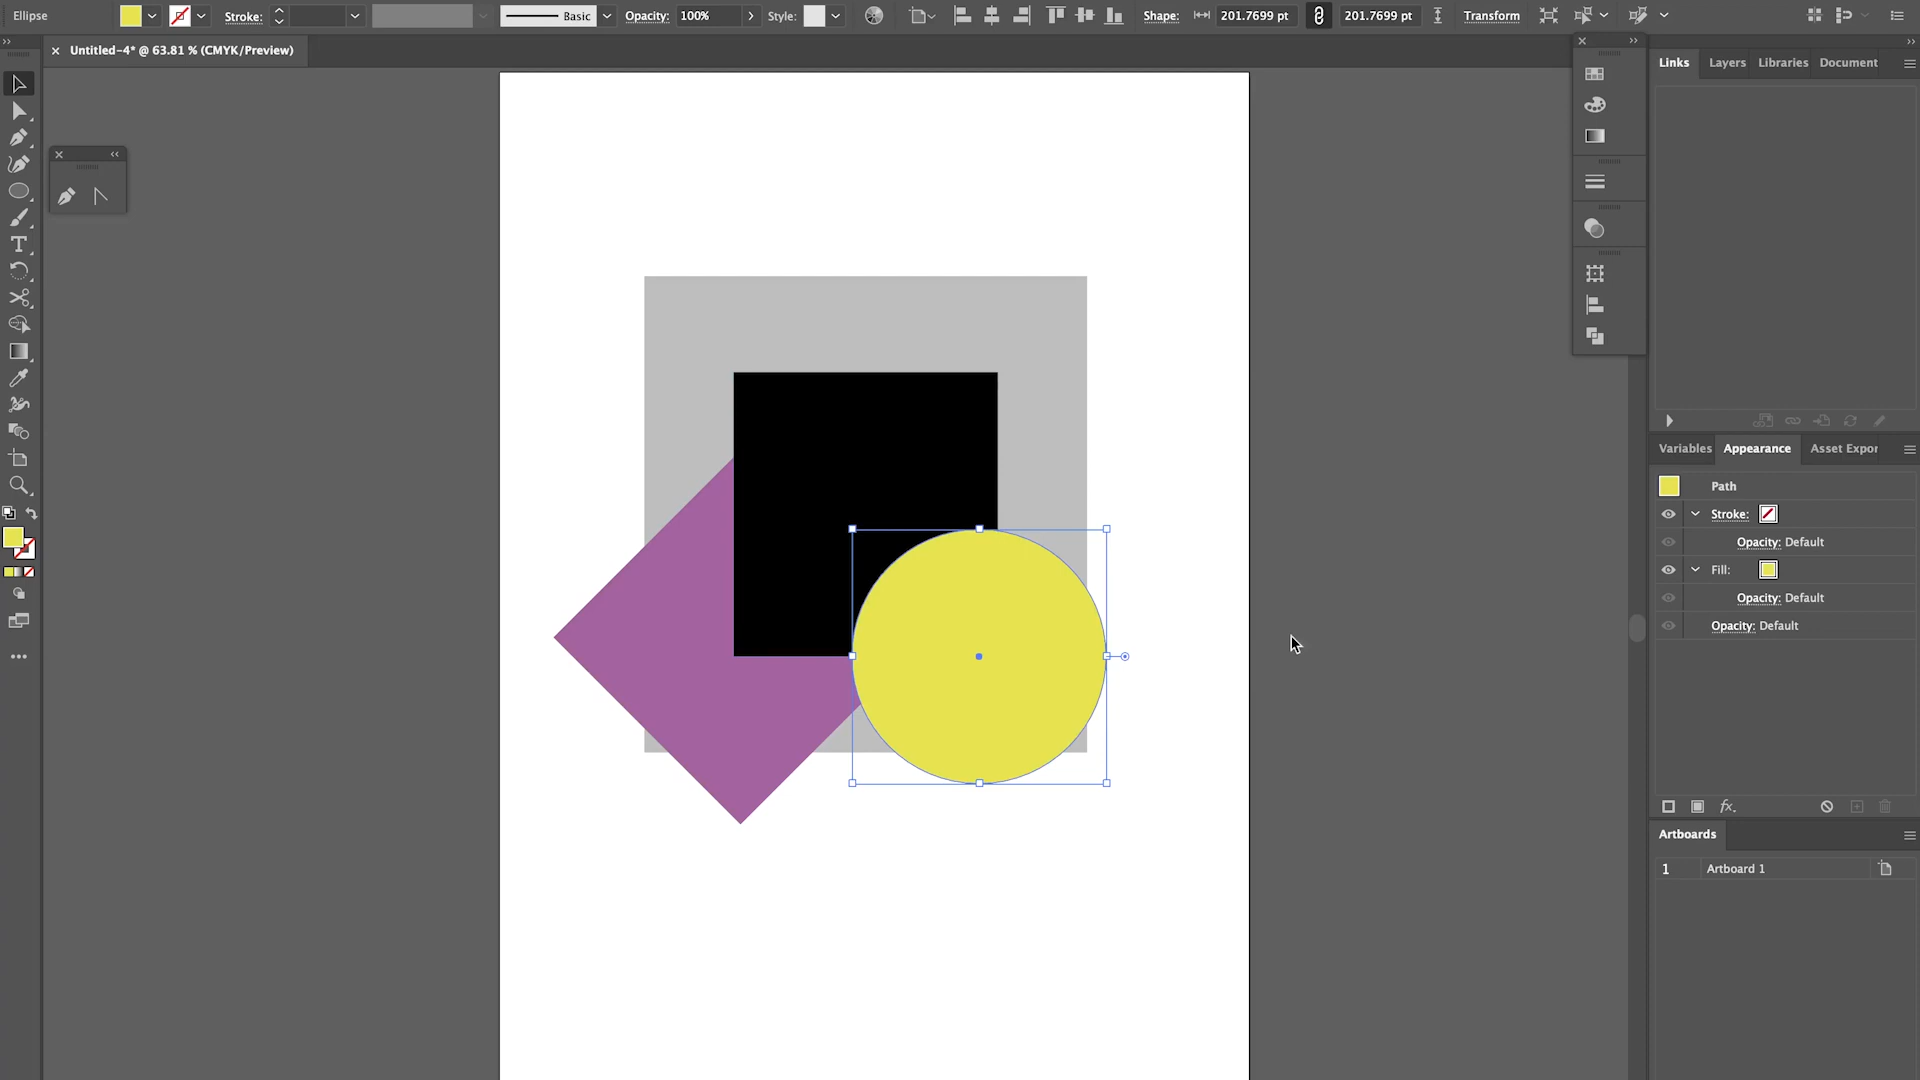 Ellipse
Stroke:
Basic
Opacity: 100%
Style:
Shape: 201.7699 pt 201.7699 pt
Transform
Untitled-4* @ 63.81 % (CMYK/Preview)
Links Layers Libraries Document
Variables Appearance Asset Expor
Path
Stroke:
Opacity: Default
Fill:
Opacity: Default
Opacity: Default
fx.
Artboards
1 Artboard 1